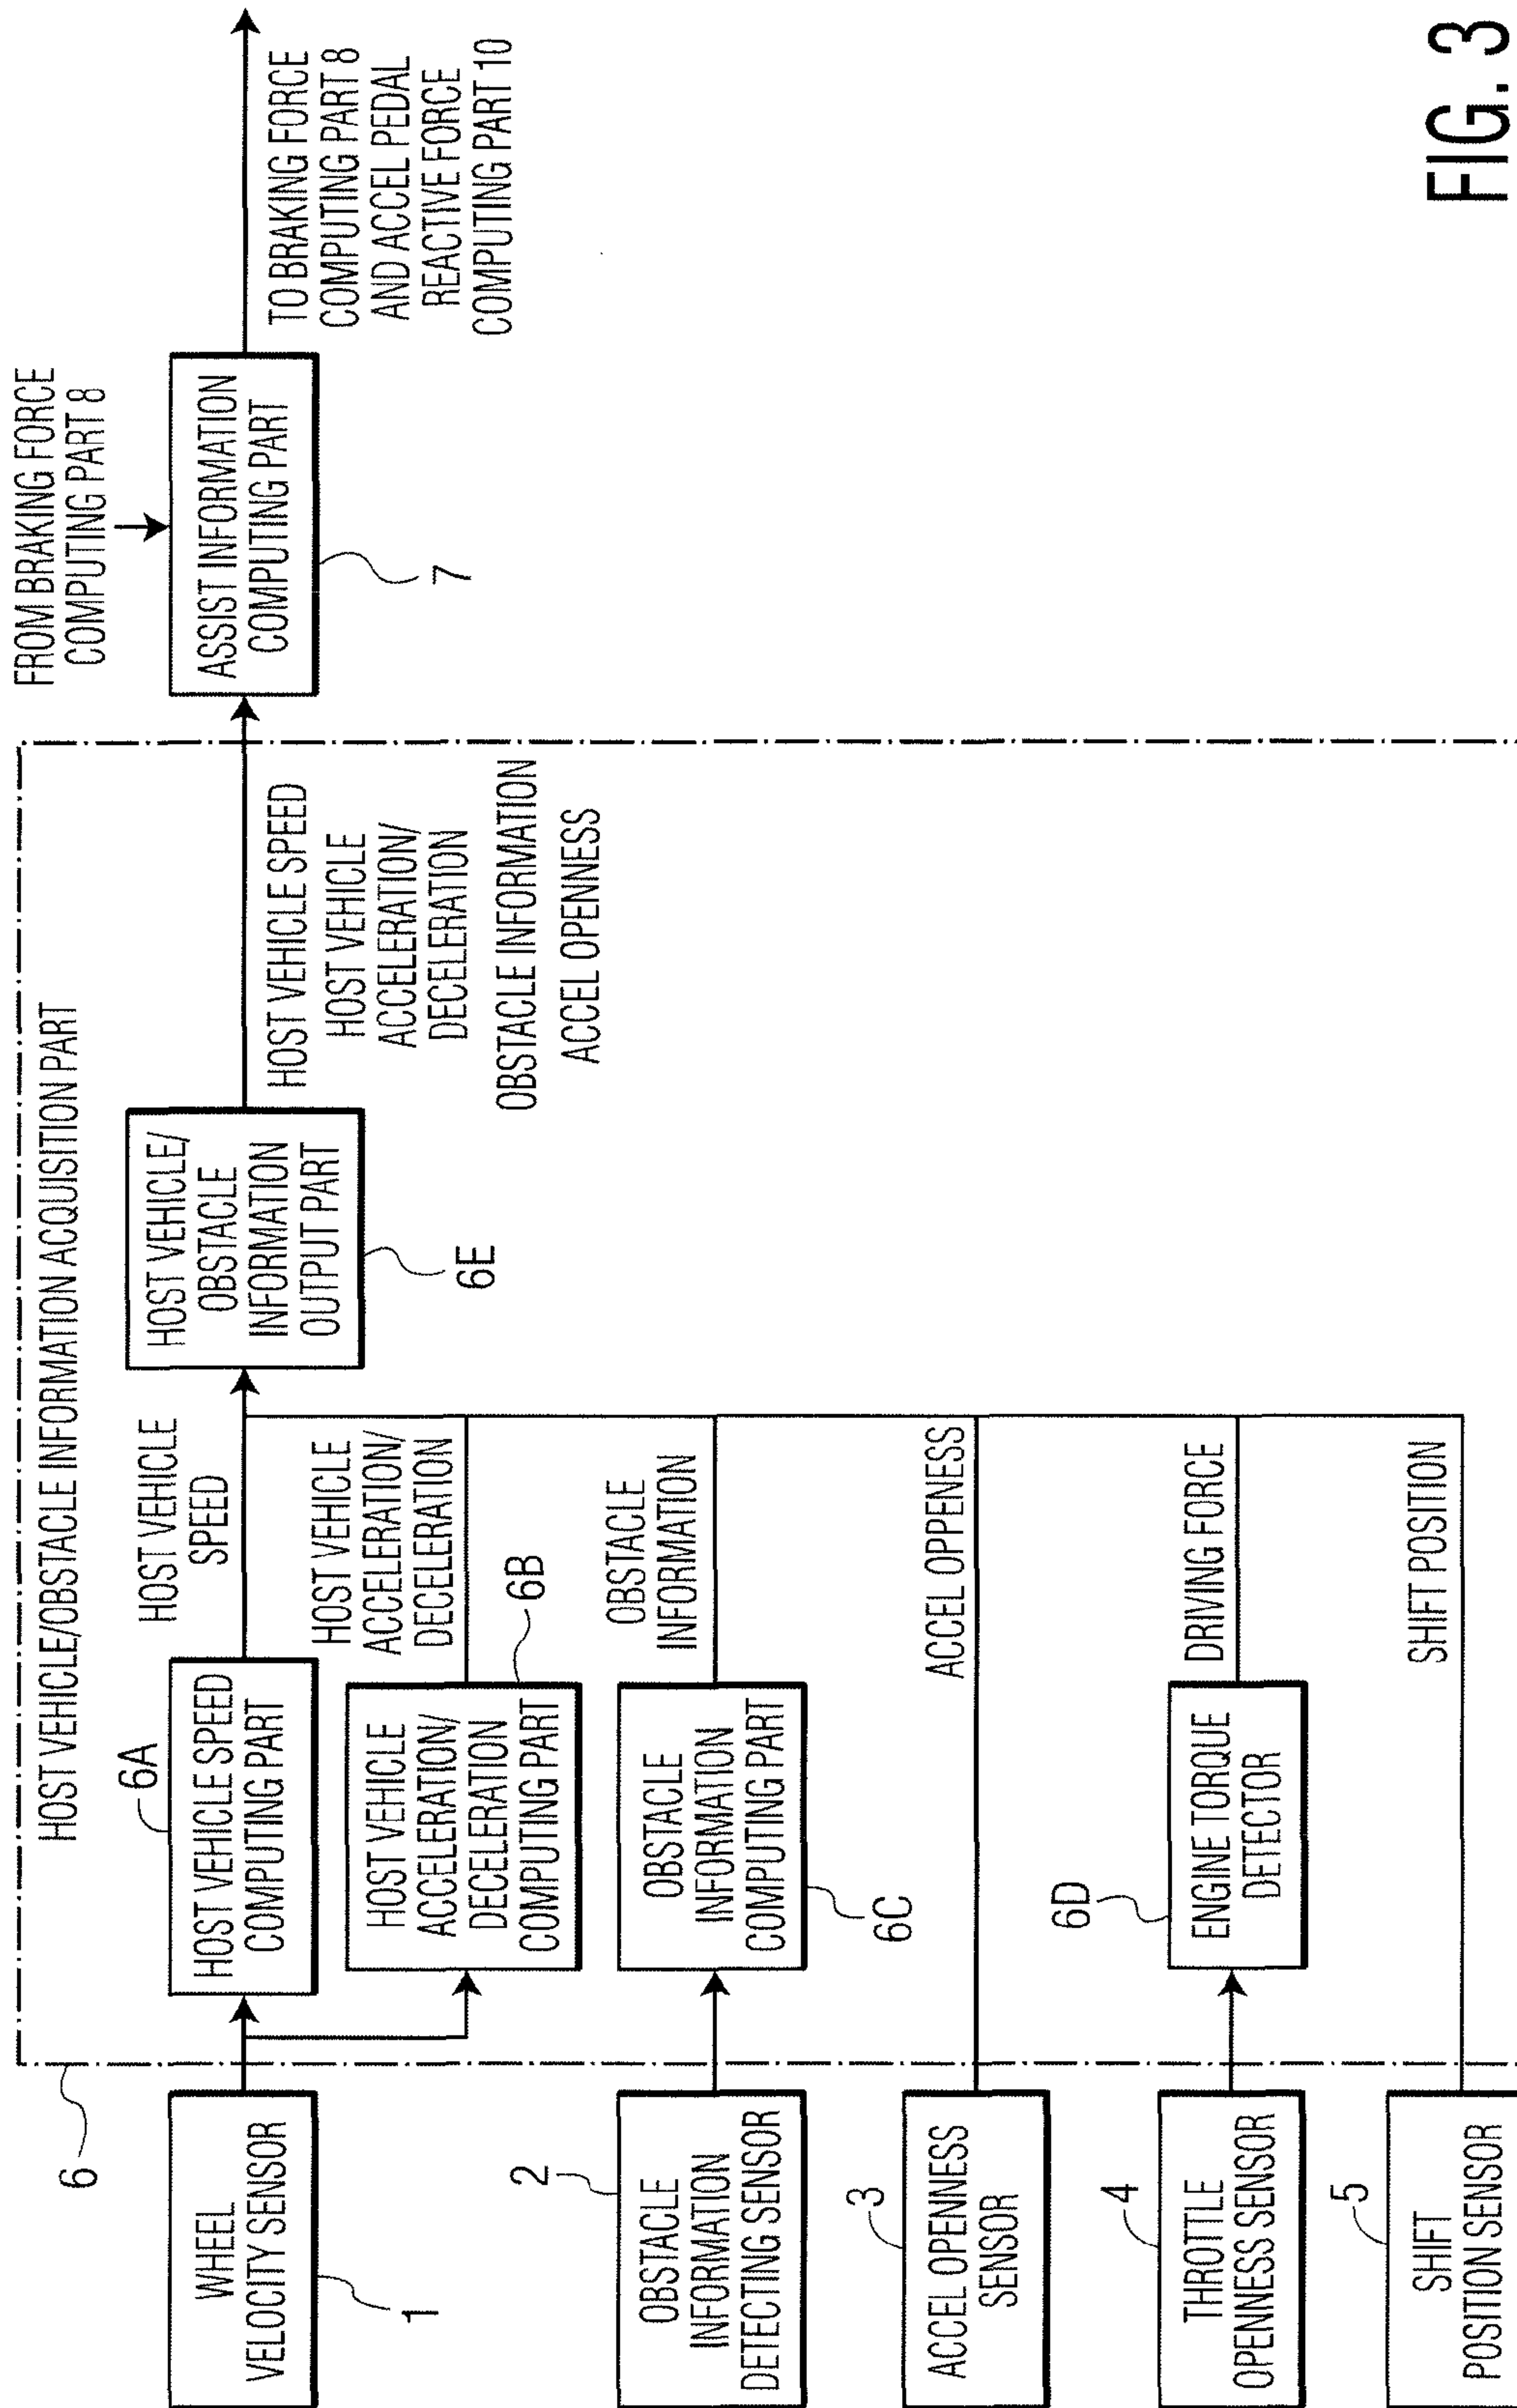 FROM BRAKING FORCE
COMPUTING PART 8
HOST VEHICLE/OBSTACLE INFORMATION ACQUISITION PART
6
WHEEL
VELOCITY SENSOR
1
6A
HOST VEHICLE SPEED
COMPUTING PART
HOST VEHICLE
SPEED
HOST VEHICLE/
OBSTACLE
INFORMATION
OUTPUT PART
6E
HOST VEHICLE SPEED
HOST VEHICLE
ACCELERATION/
DECELERATION
OBSTACLE INFORMATION
ACCEL OPENNESS
ASSIST INFORMATION
COMPUTING PART
7
TO BRAKING FORCE
COMPUTING PART 8
AND ACCEL PEDAL
REACTIVE FORCE
COMPUTING PART 10
HOST VEHICLE
ACCELERATION/
DECELERATION
COMPUTING PART
6B
HOST VEHICLE
ACCELERATION/
DECELERATION
2
OBSTACLE
INFORMATION
DETECTING SENSOR
OBSTACLE
INFORMATION
COMPUTING PART
6C
OBSTACLE
INFORMATION
3
ACCEL OPENNESS
SENSOR
ACCEL OPPENESS
4
THROTTLE
OPENNESS SENSOR
6D
ENGINE TORQUE
DETECTOR
DRIVING FORCE
5
SHIFT
POSITION SENSOR
SHIFT POSITION
FIG. 3